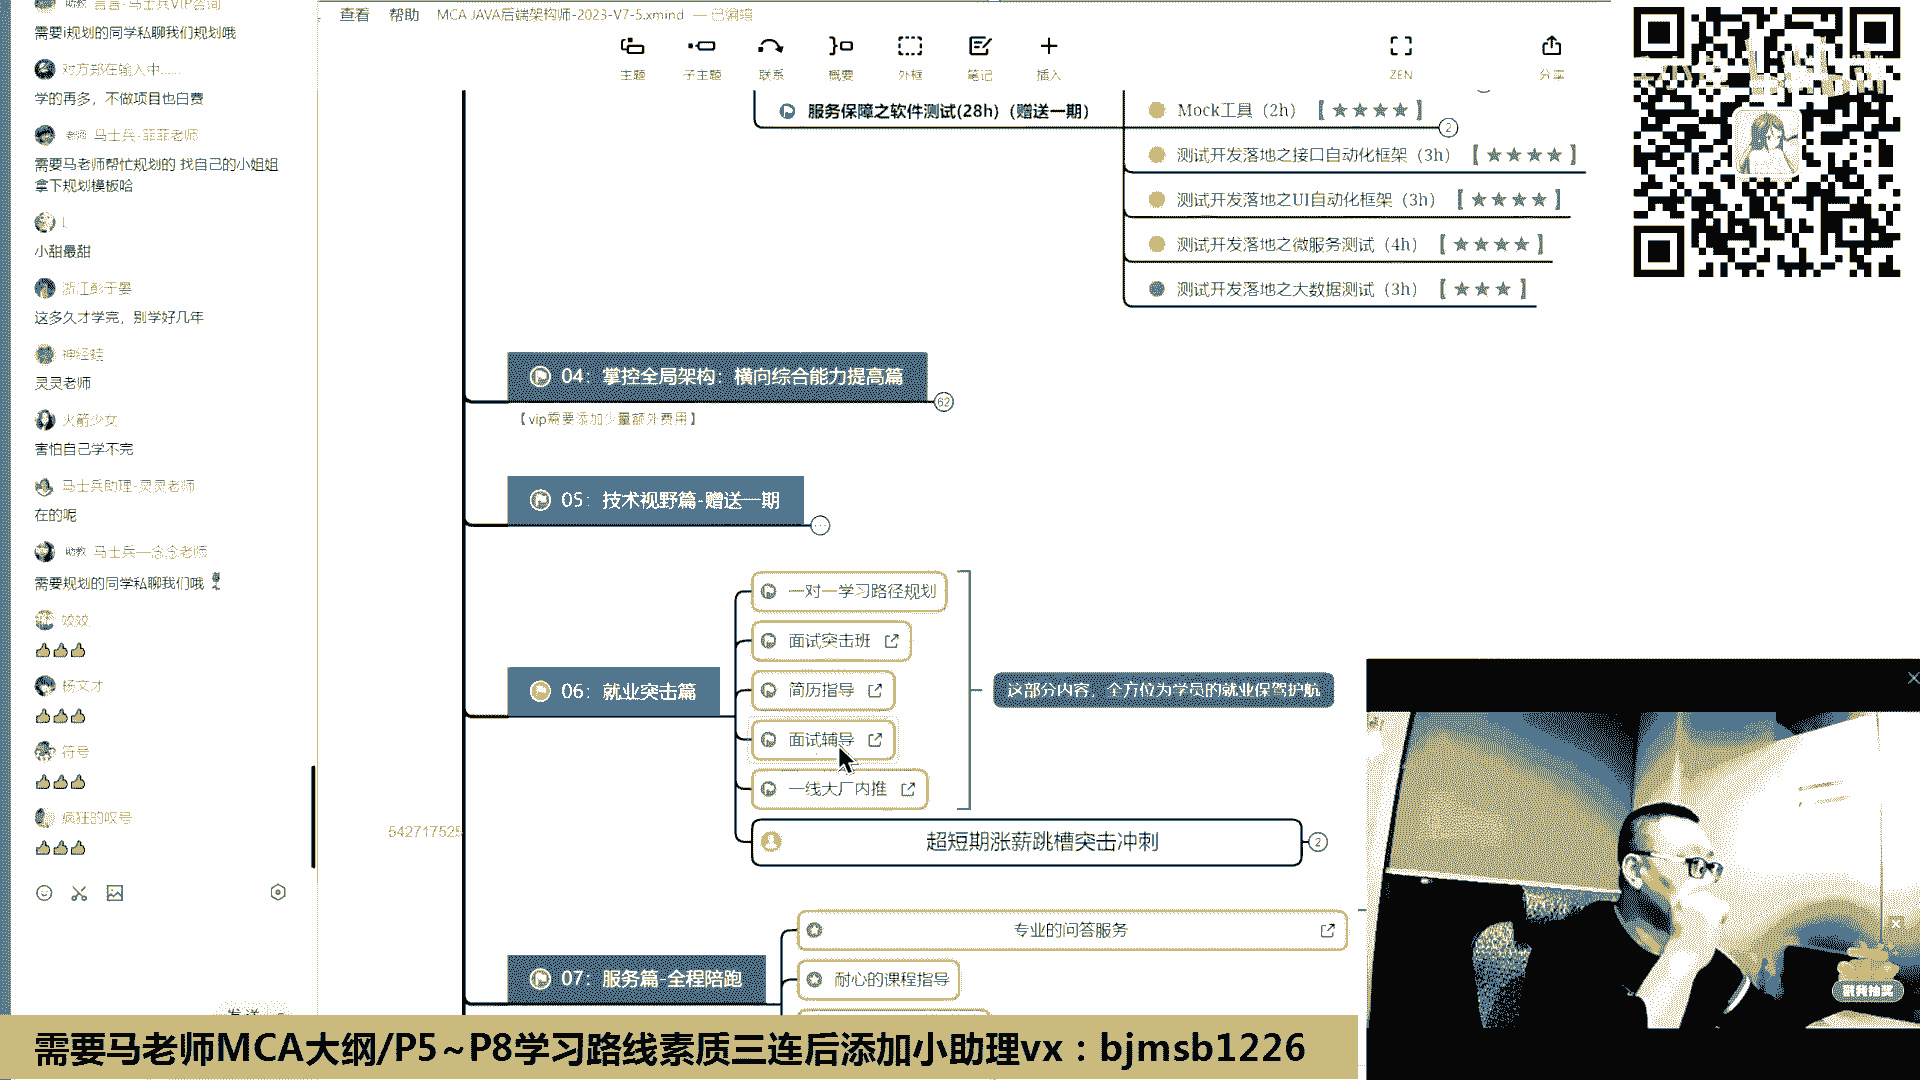 助教 言言-马士兵VIP咨询
需要i规划的同学私聊我们规划哦
对方郑在输入中......
学的再多，不做项目也白费
老师 马士兵-菲菲老师
需要马老师帮忙规划的 找自己的小姐姐
拿下规划模板哈
L
小甜最甜
浙江彭于晏
这多久才学完，别学好几年
神经蛙
灵灵老师
火箭少女
害怕自己学不完
马士兵助理-灵灵老师
在的呢
助教 马士兵—念念老师
需要规划的同学私聊我们哦
姣姣
杨文才
符号
疯狂的叹号
查看 帮助 MCA JAVA后端架构师-2023-V7-5.xmind — 已编辑
主题 子主题 联系 概要 外框 笔记 插入 ZEN 分享
服务保障之软件测试(28h)（赠送一期）
Mock工具（2h）【★★★★】
2
测试开发落地之接口自动化框架（3h）【★★★★】
测试开发落地之UI自动化框架（3h）【★★★★】
测试开发落地之微服务测试（4h）【★★★★】
测试开发落地之大数据测试（3h）【★★★】
04：掌控全局架构：横向综合能力提高篇
62
【vip需要添加少量额外费用】
05：技术视野篇-赠送一期
06：就业突击篇
一对一学习路径规划
面试突击班
简历指导
面试辅导
一线大厂内推
这部分内容，全方位为学员的就业保驾护航
超短期涨薪跳槽突击冲刺
2
542717525
07：服务篇-全程陪跑
专业的问答服务
耐心的课程指导
需要马老师MCA大纲/P5~P8学习路线素质三连后添加小助理vx：bjmsb1226